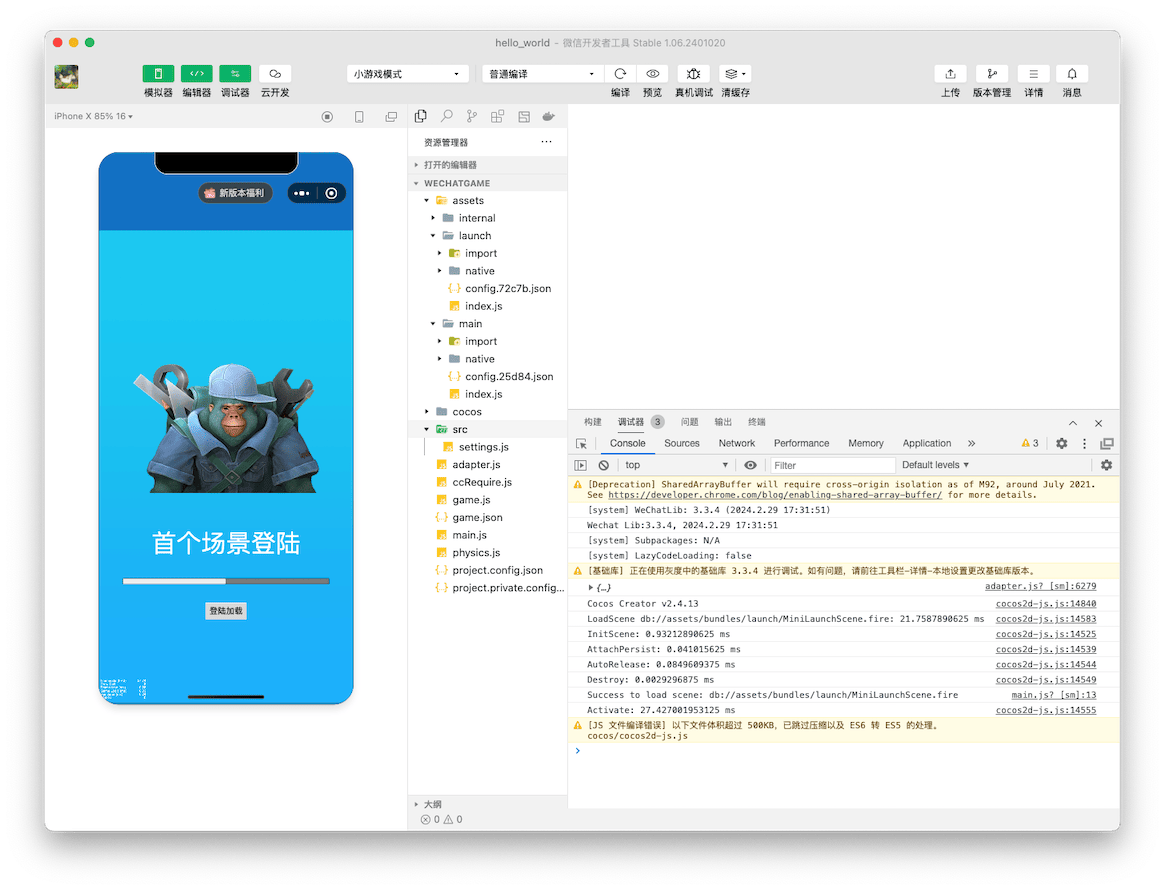 hello_world – 微信开发者工具 Stable 1.06.2401020
模拟器 编辑器 调试器 云开发
小游戏模式 普通编译
编译 预览 真机调试 清缓存
上传 版本管理 详情 消息
iPhone X 85% 16
新版本福利
首个场景登陆
登陆加载
资源管理器
打开的编辑器
WECHATGAME
assets
internal
launch
import
native
config.72c7b.json
index.js
main
import
native
config.25d84.json
index.js
cocos
src
settings.js
adapter.js
ccRequire.js
game.js
game.json
main.js
physics.js
project.config.json
project.private.config...
大纲
0 0
构建 调试器 3 问题 输出 终端
Console Sources Network Performance Memory Application » 3
top Filter Default levels
[Deprecation] SharedArrayBuffer will require cross-origin isolation as of M92, around July 2021.
See https://developer.chrome.com/blog/enabling-shared-array-buffer/ for more details.
[system] WeChatLib: 3.3.4 (2024.2.29 17:31:51)
Wechat Lib:3.3.4, 2024.2.29 17:31:51
[system] Subpackages: N/A
[system] LazyCodeLoading: false
[基础库] 正在使用灰度中的基础库 3.3.4 进行调试。如有问题，请前往工具栏-详情-本地设置更改基础库版本。
{…} adapter.js? [sm]:6279
Cocos Creator v2.4.13 cocos2d-js.js:14840
LoadScene db://assets/bundles/launch/MiniLaunchScene.fire: 21.7587890625 ms cocos2d-js.js:14583
InitScene: 0.93212890625 ms cocos2d-js.js:14525
AttachPersist: 0.041015625 ms cocos2d-js.js:14539
AutoRelease: 0.0849609375 ms cocos2d-js.js:14544
Destroy: 0.0029296875 ms cocos2d-js.js:14549
Success to load scene: db://assets/bundles/launch/MiniLaunchScene.fire main.js? [sm]:13
Activate: 27.427001953125 ms cocos2d-js.js:14555
[JS 文件编译错误] 以下文件体积超过 500KB，已跳过压缩以及 ES6 转 ES5 的处理。
cocos/cocos2d-js.js